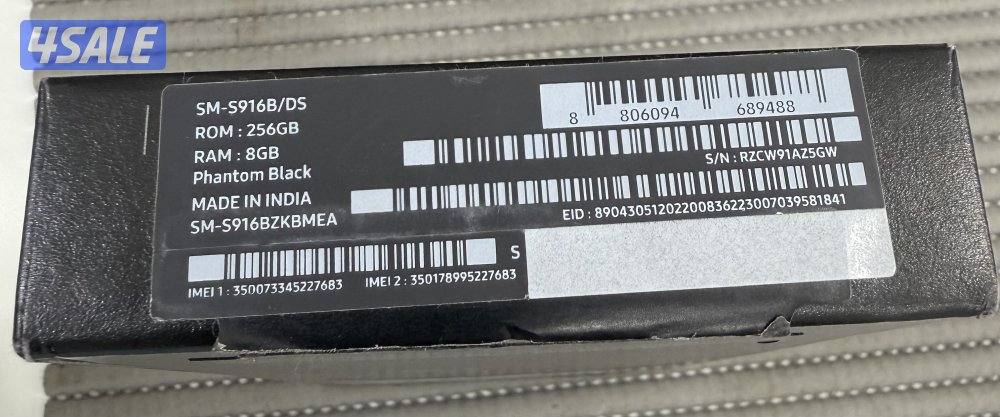 4SALE
SM-S916B/DS
ROM : 256GB
RAM : 8GB
Phantom Black
MADE IN INDIA
SM-S916BZKBMEA
8 806094 689488
S/N : RZCW91AZ5GW
EID : 89043051202200836223007039581841
IMEI 1 : 350073345227683
IMEI 2 : 350178995227683
S